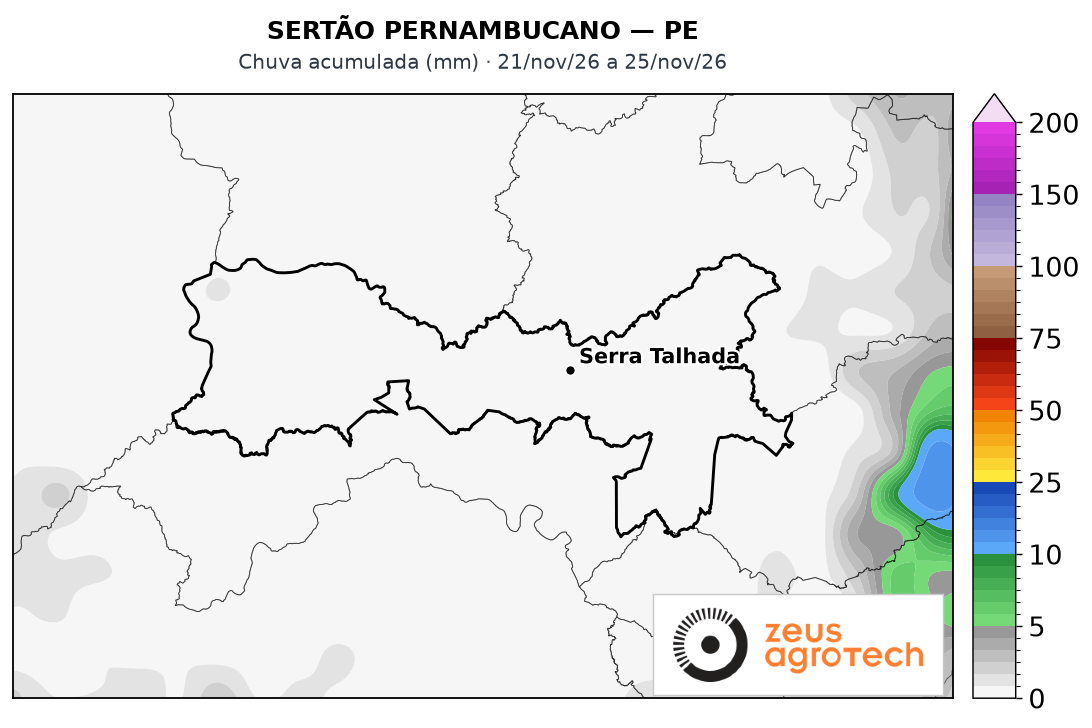 SERTÃO PERNAMBUCANO — PE
Chuva acumulada (mm) · 21/nov/26 a 25/nov/26
200
150
100
75
50
25
10
5
0
Serra Talhada
zeus
agrotech